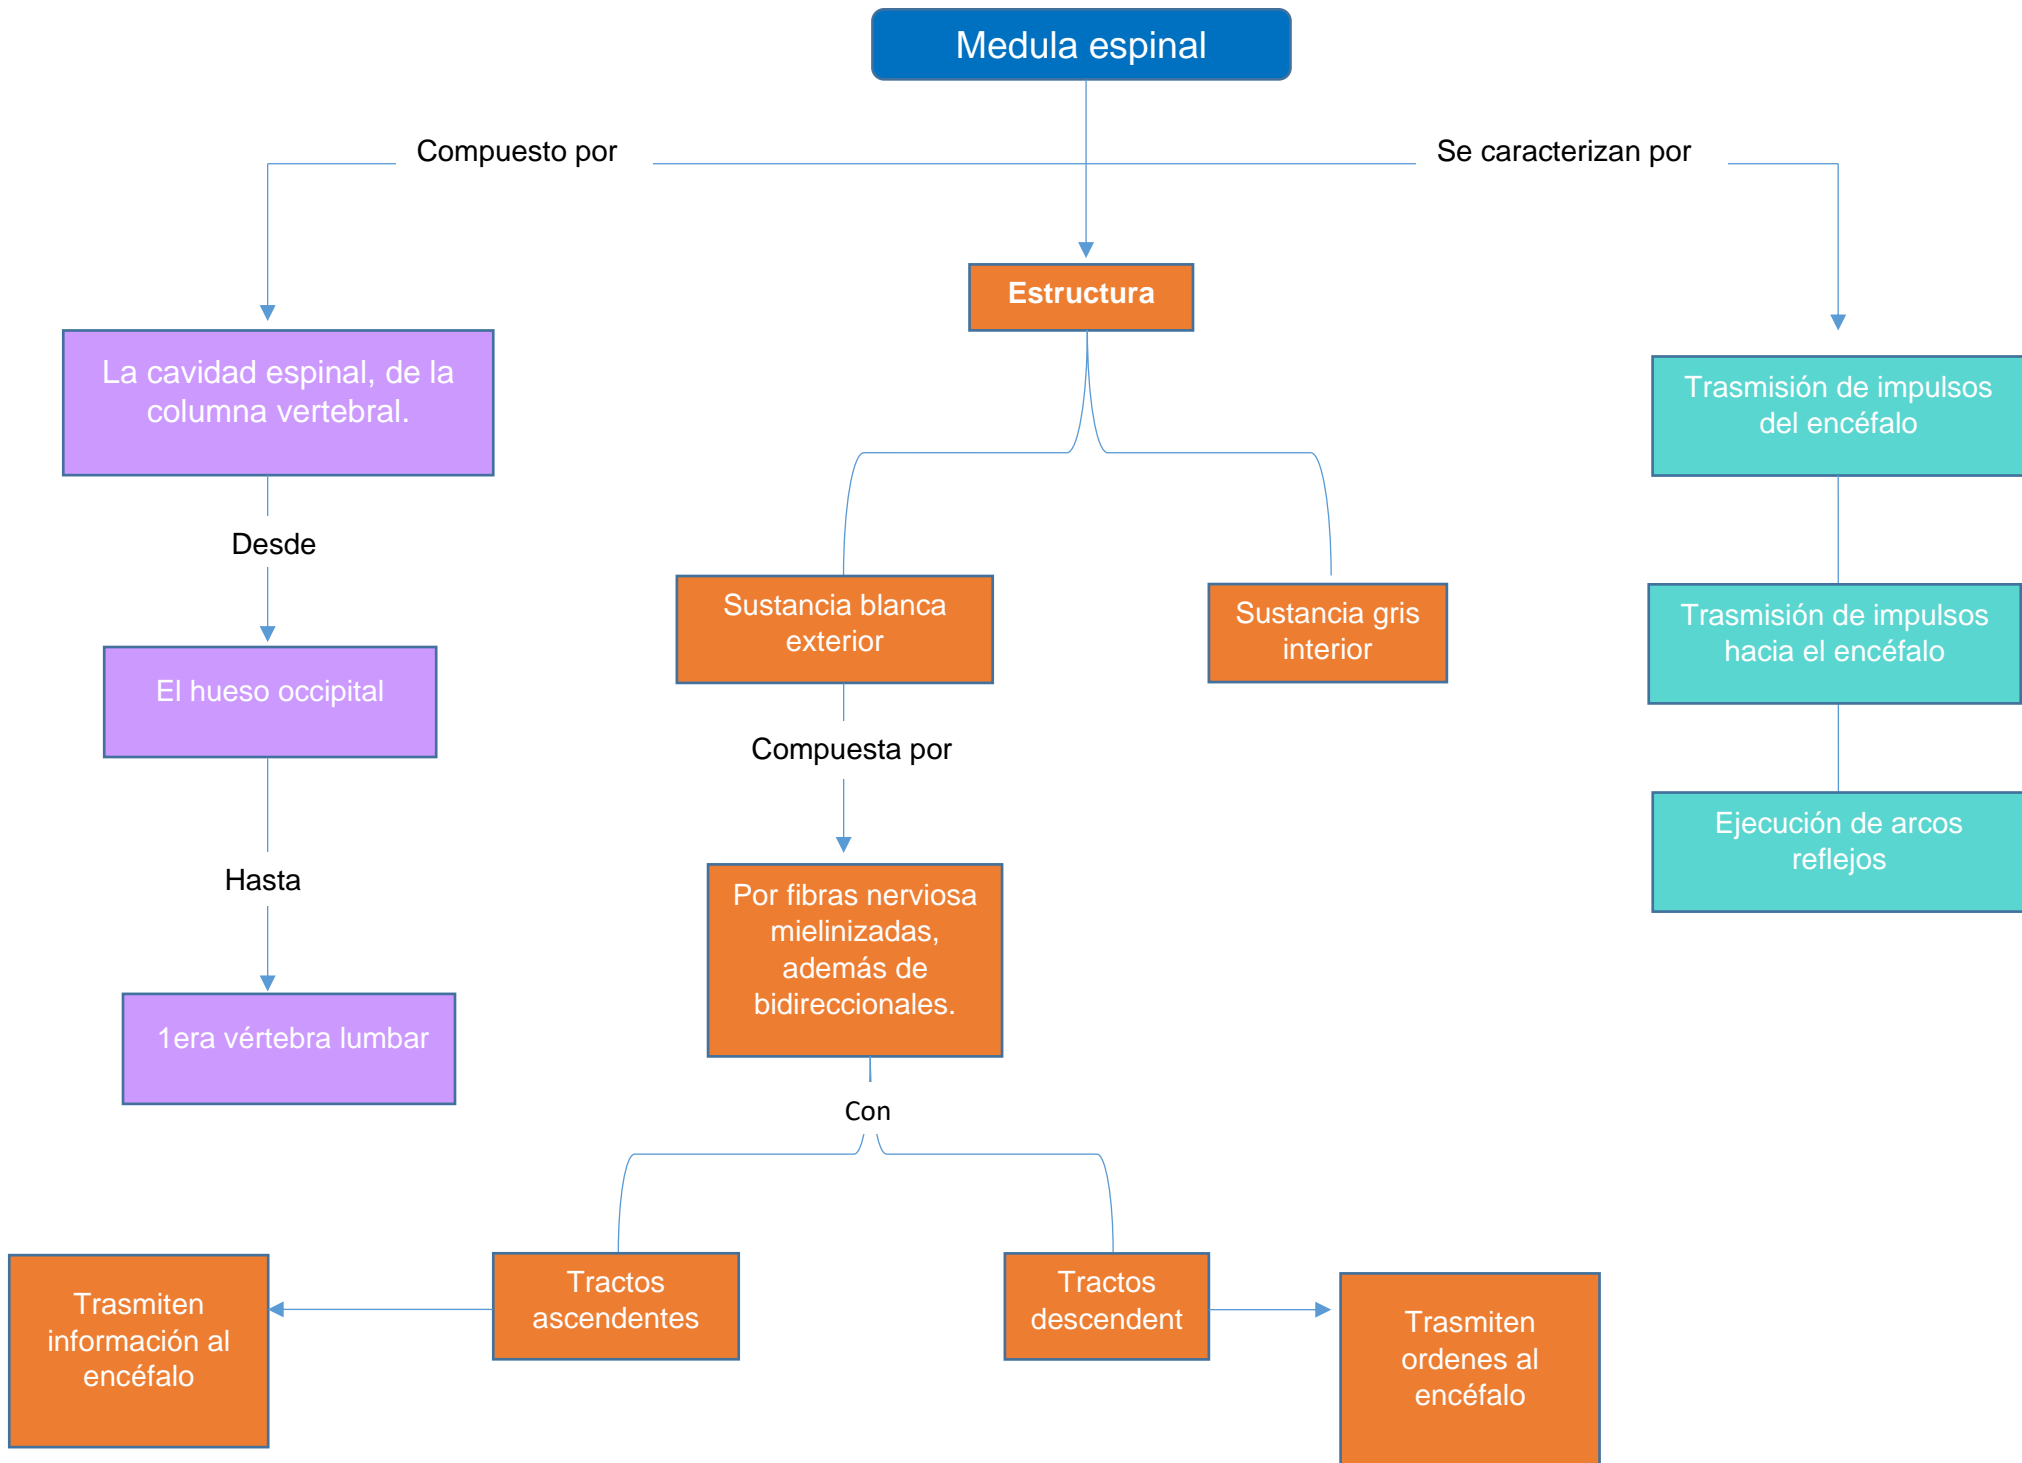 Medula espinal
Compuesto por
Se caracterizan por
Estructura
La cavidad espinal, de la
columna vertebral.
Trasmisión de impulsos
del encéfalo
Desde
Sustancia blanca
exterior
Sustancia gris
interior
Trasmisión de impulsos
hacia el encéfalo
El hueso occipital
Compuesta por
Hasta
Por fibras nerviosa
mielinizadas,
además de
bidireccionales.
Ejecución de arcos
reflejos
1era vértebra lumbar
Con
Trasmiten
información al
encéfalo
Tractos
ascendentes
Tractos
descendent
Trasmiten
ordenes al
encéfalo